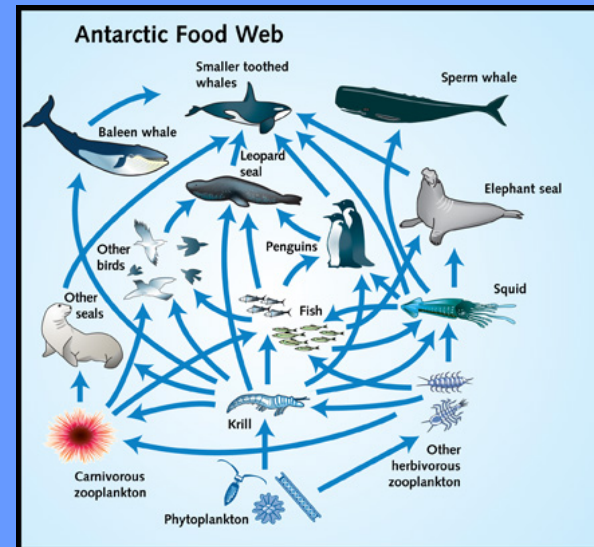 Antarctic Food Web
Smaller toothed
whales
Sperm whale
Baleen whale
Leopard
seal
Elephant seal
Other
birds
Penguins
Other
seals
Fish
Squid
Krill
Carnivorous
zooplankton
Other
herbivorous
zooplankton
Phytoplankton